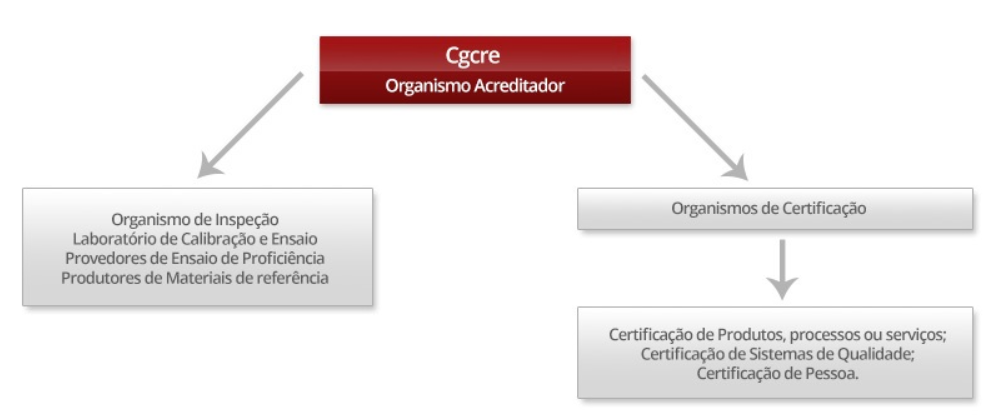 Cgcre
Organismo Acreditador
Organismo de Inspeção
Laboratório de Calibração e Ensaio
Provedores de Ensaio de Proficiência
Produtores de Materiais de referência
Organismos de Certificação
Certificação de Produtos, processos ou serviços;
Certificação de Sistemas de Qualidade;
Certificação de Pessoa.